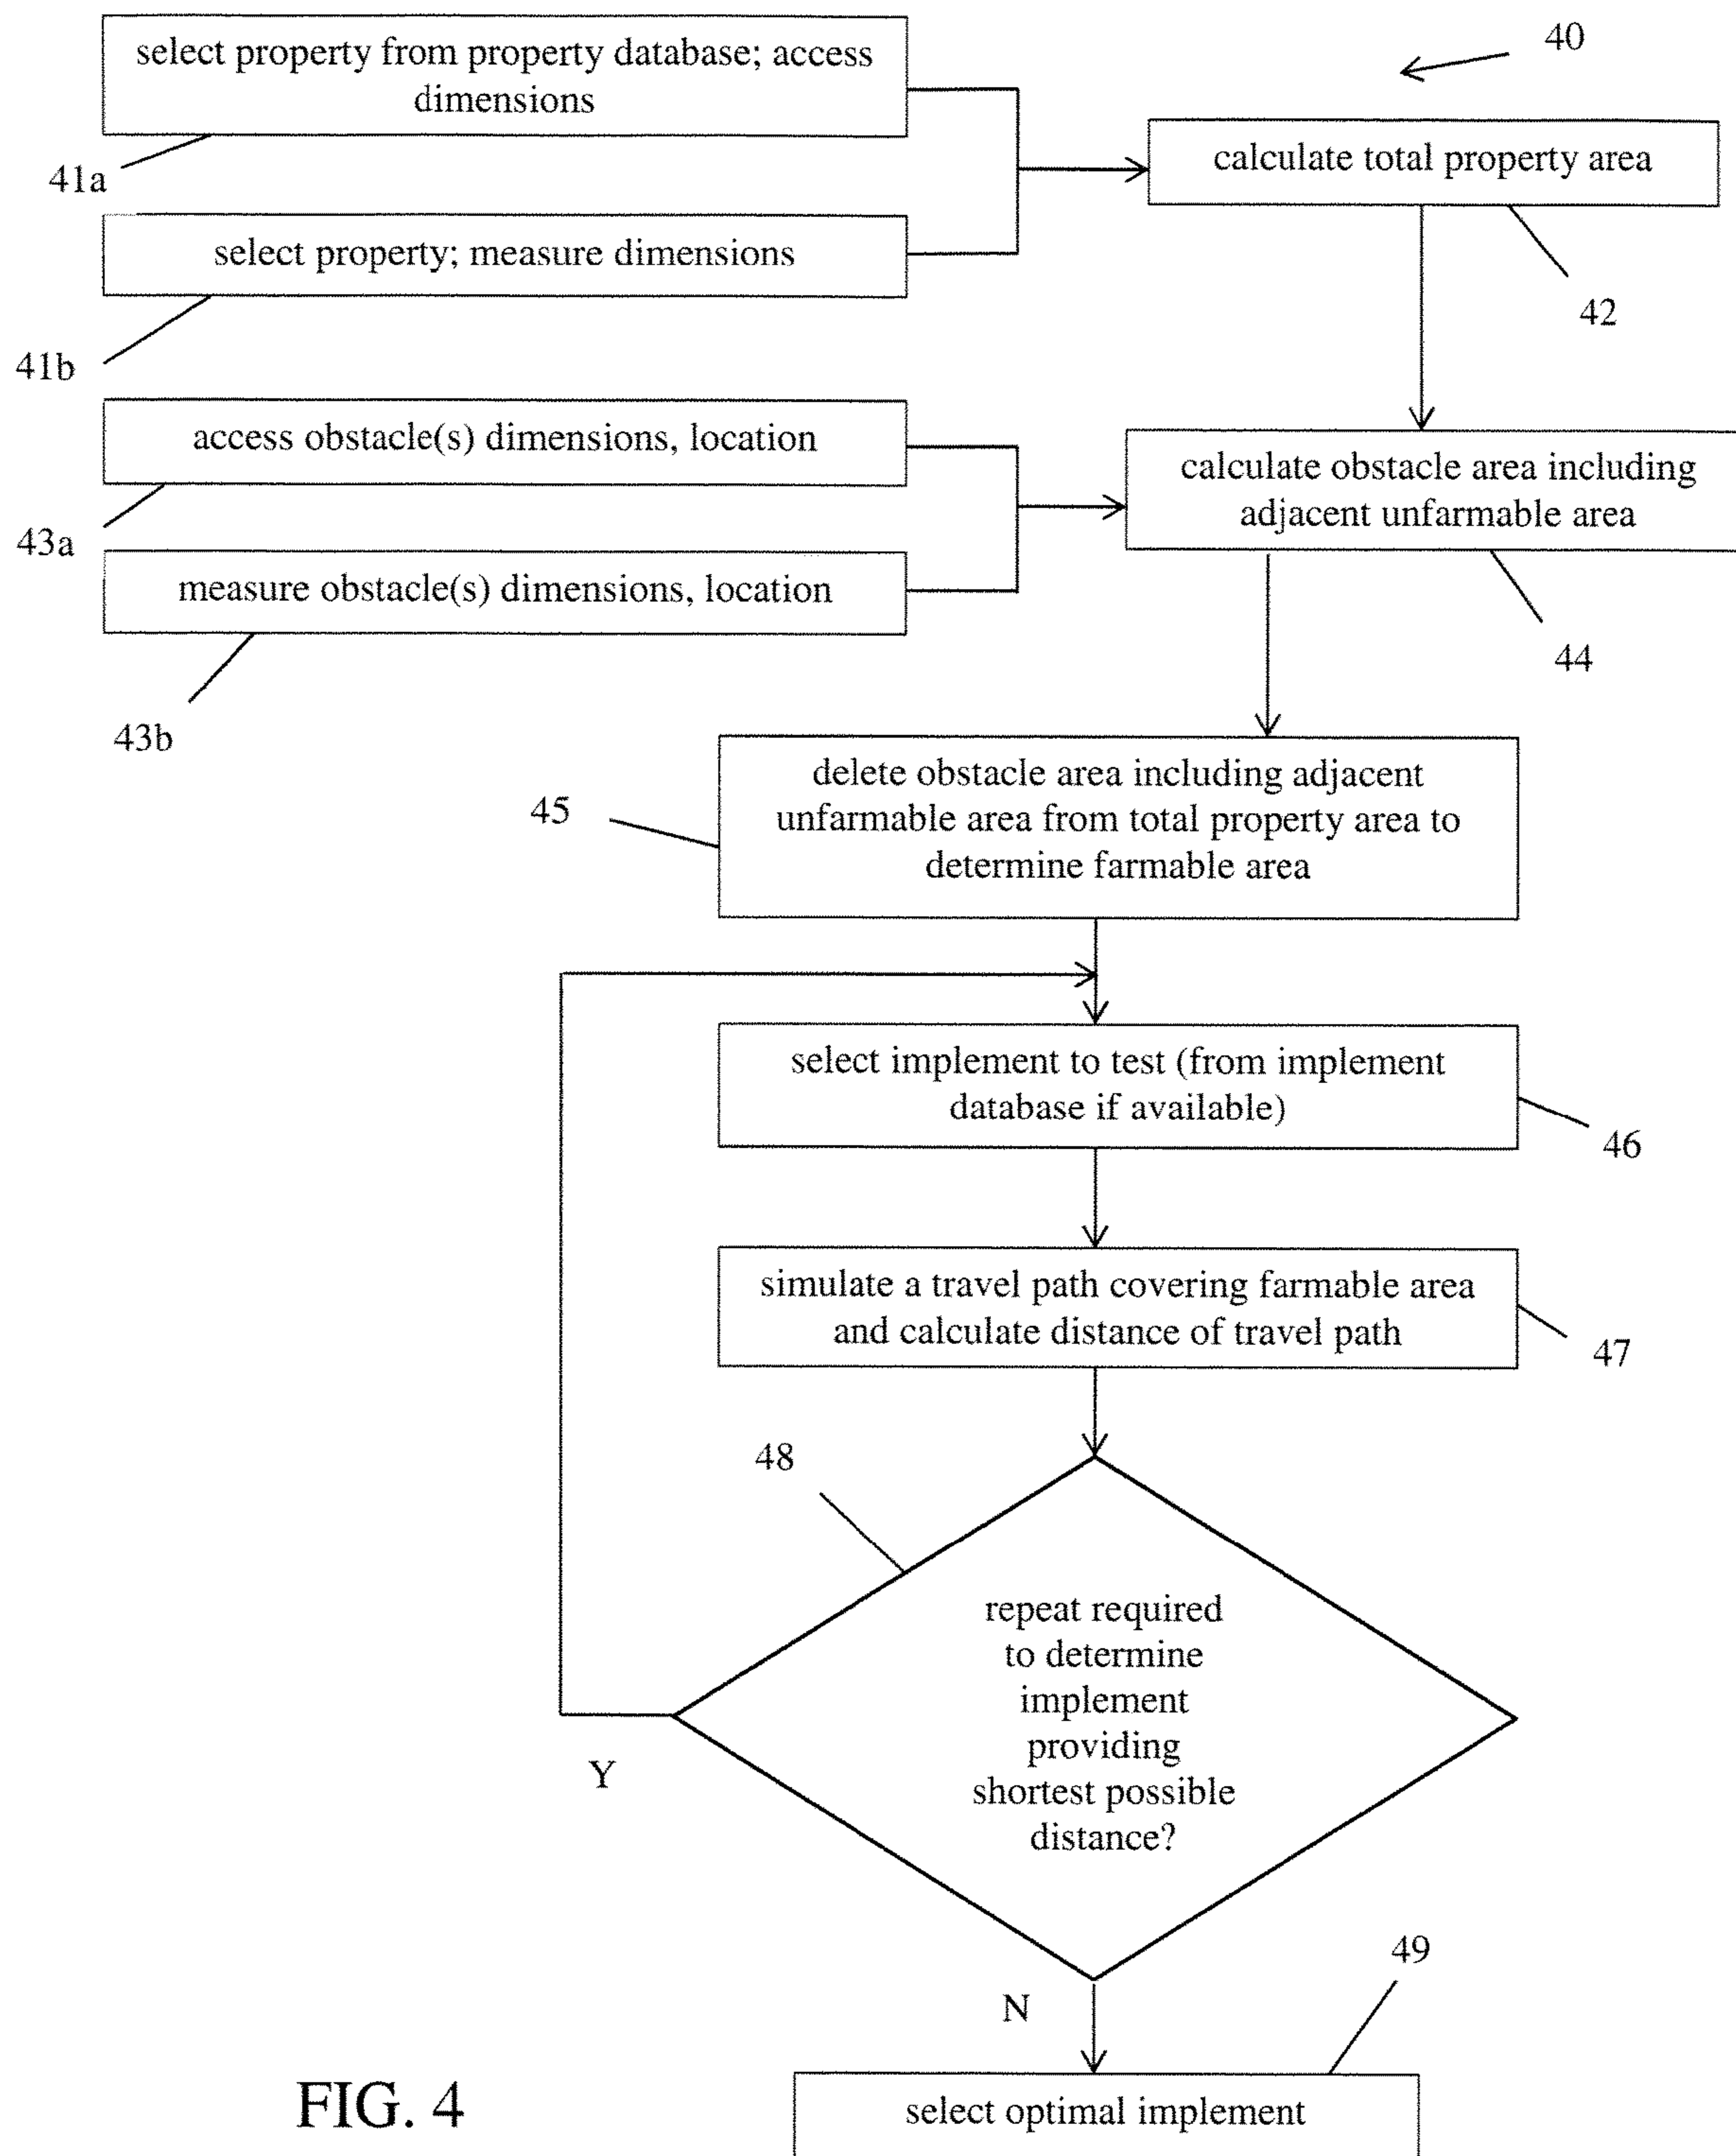 40
select property from property database; access
dimensions
41a
calculate total property area
42
select property; measure dimensions
41b
access obstacle(s) dimensions, location
43a
calculate obstacle area including
adjacent unfarmable area
44
measure obstacle(s) dimensions, location
43b
delete obstacle area including adjacent
unfarmable area from total property area to
determine farmable area
45
select implement to test (from implement
database if available)
46
simulate a travel path covering farmable area
and calculate distance of travel path
47
48
repeat required
to determine
implement
providing
shortest possible
distance?
Y
N
49
select optimal implement
FIG. 4